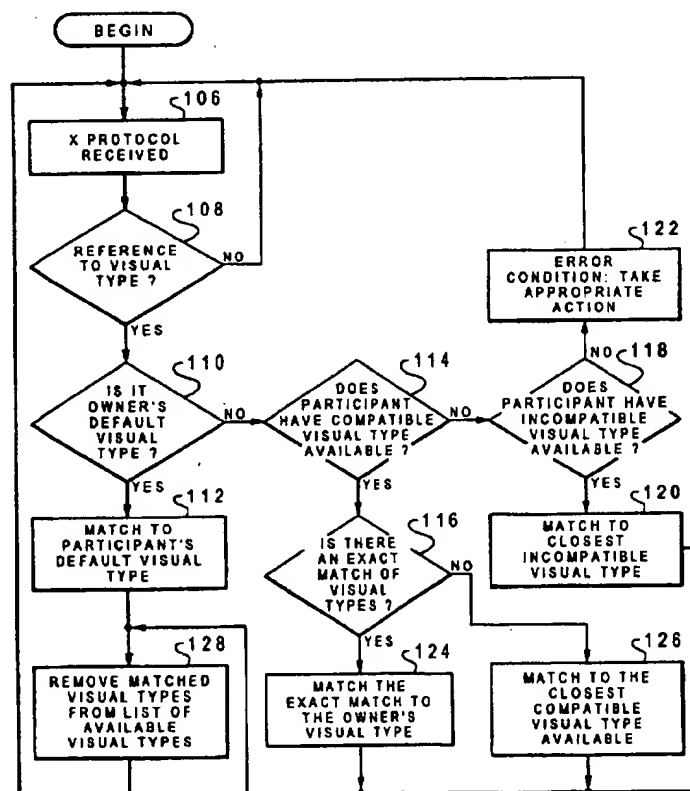 BEGIN
106
X PROTOCOL
RECEIVED
108
REFERENCE
TO VISUAL
TYPE ?
NO
YES
122
ERROR
CONDITION: TAKE
APPROPRIATE
ACTION
110
IS IT
OWNER'S
DEFAULT
VISUAL
TYPE ?
NO
YES
114
DOES
PARTICIPANT
HAVE COMPATIBLE
VISUAL TYPE
AVAILABLE ?
NO
YES
NO
118
DOES
PARTICIPANT HAVE
INCOMPATIBLE
VISUAL TYPE
AVAILABLE ?
YES
112
MATCH TO
PARTICIPANT'S
DEFAULT VISUAL
TYPE
116
IS THERE
AN EXACT
MATCH OF
VISUAL
TYPES ?
NO
YES
120
MATCH TO
CLOSEST
INCOMPATIBLE
VISUAL TYPE
128
REMOVE MATCHED
VISUAL TYPES
FROM LIST OF
AVAILABLE
VISUAL TYPES
124
MATCH THE
EXACT MATCH TO
THE OWNER'S
VISUAL TYPE
126
MATCH TO THE
CLOSEST
COMPATIBLE
VISUAL TYPE
AVAILABLE